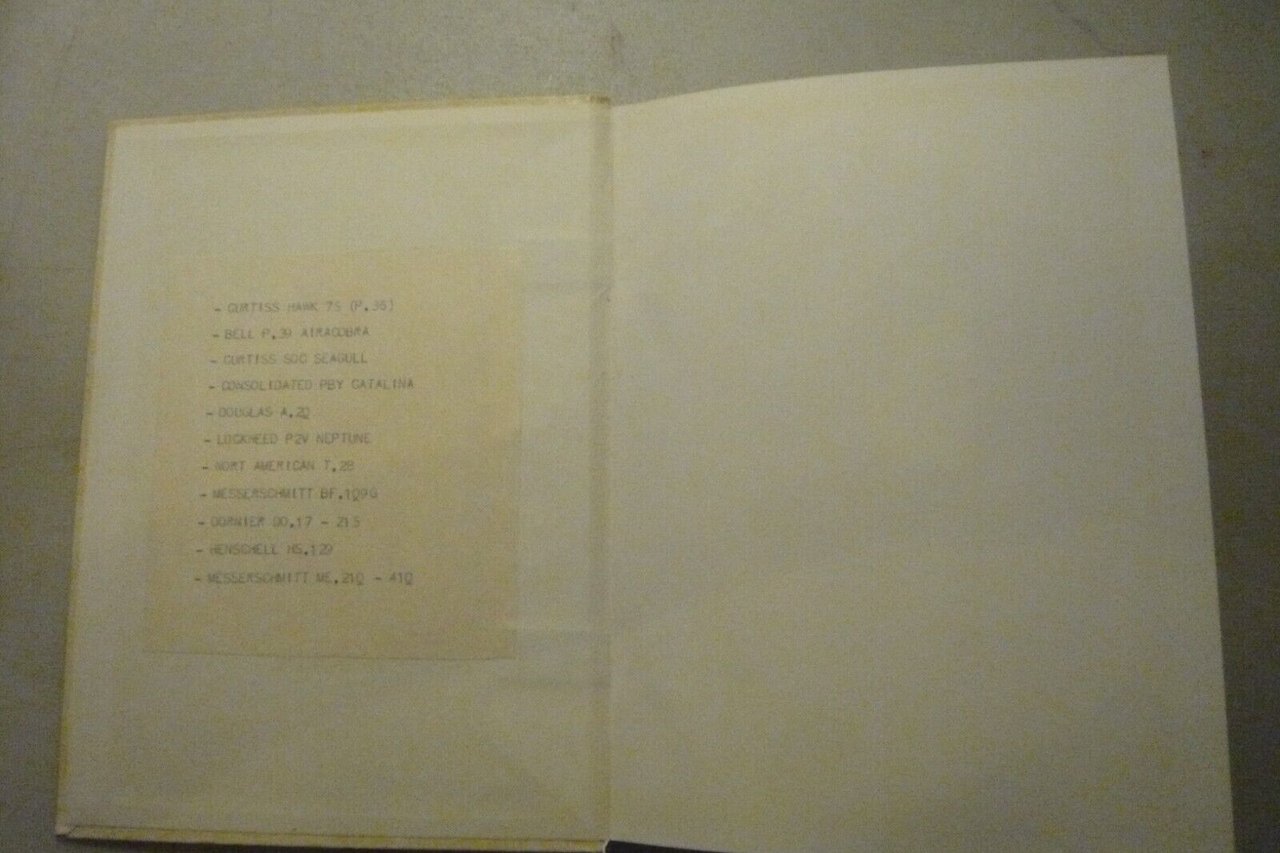 - CURTISS HAWK 75 (P.36)
- BELL P.39 AIRACOBRA
- CURTISS SOC SEAGULL
- CONSOLIDATED PBY CATALINA
- DOUGLAS A.20
- LOCKHEED P2V NEPTUNE
- NORT AMERICAN T.28
- MESSERSCHMITT BF.109G
- DORNIER DO.17 - 215
- HENSCHELL HS.129
- MESSERSCHMITT ME.210 - 410